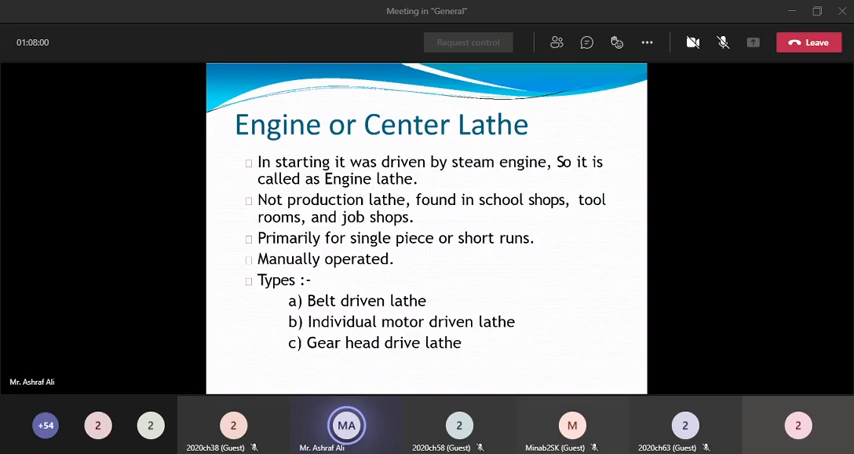 Meeting in "General"
01:08:00
Request control
Leave
Engine or Center Lathe
In starting it was driven by steam engine, So it is
called as Engine lathe.
Not production lathe, found in school shops, tool
rooms, and job shops.
Primarily for single piece or short runs.
Manually operated.
Types :-
a) Belt driven lathe
b) Individual motor driven lathe
c) Gear head drive lathe
Mr. Ashraf Ali
+54
2
2
2
MA
2
M
2
2
2020ch38 (Guest)
Mr. Ashraf Ali
2020ch58 (Guest)
Minab2SK (Guest)
2020ch63 (Guest)